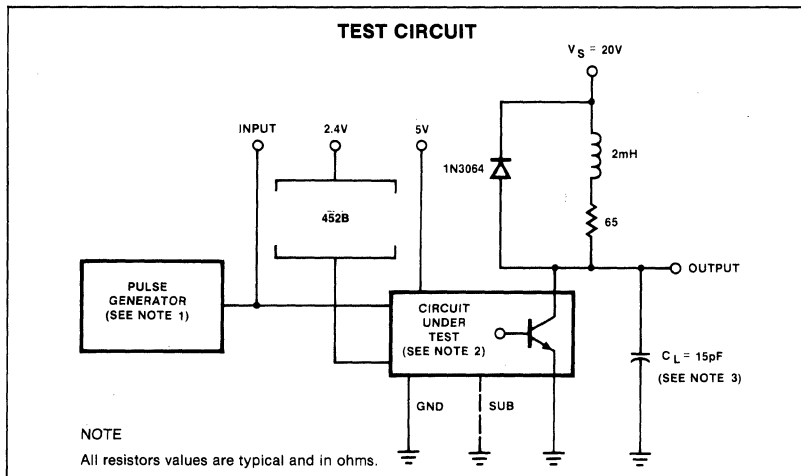 TEST CIRCUIT
VS = 20V
INPUT
2.4V
5V
1N3064
2mH
452B
65
OUTPUT
PULSE
GENERATOR
(SEE NOTE 1)
CIRCUIT
UNDER
TEST
(SEE NOTE 2)
CL = 15pF
(SEE NOTE 3)
GND
SUB
NOTE
All resistors values are typical and in ohms.